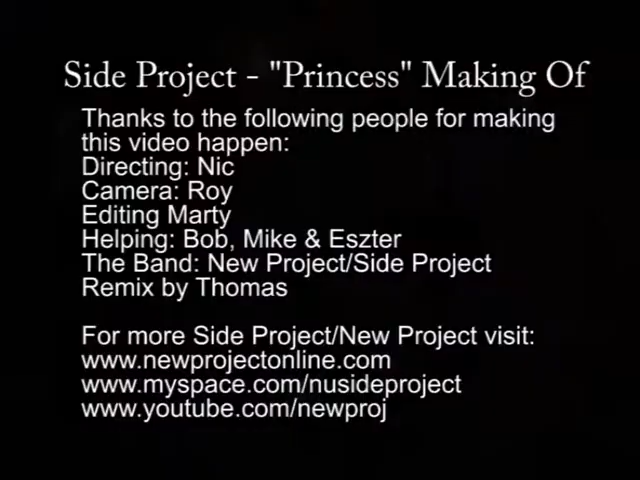 Side Project - "Princess" Making Of
Thanks to the following people for making
this video happen:
Directing: Nic
Camera: Roy
Editing Marty
Helping: Bob, Mike & Eszter
The Band: New Project/Side Project
Remix by Thomas
For more Side Project/New Project visit:
www.newprojectonline.com
www.myspace.com/nusideproject
www.youtube.com/newproj